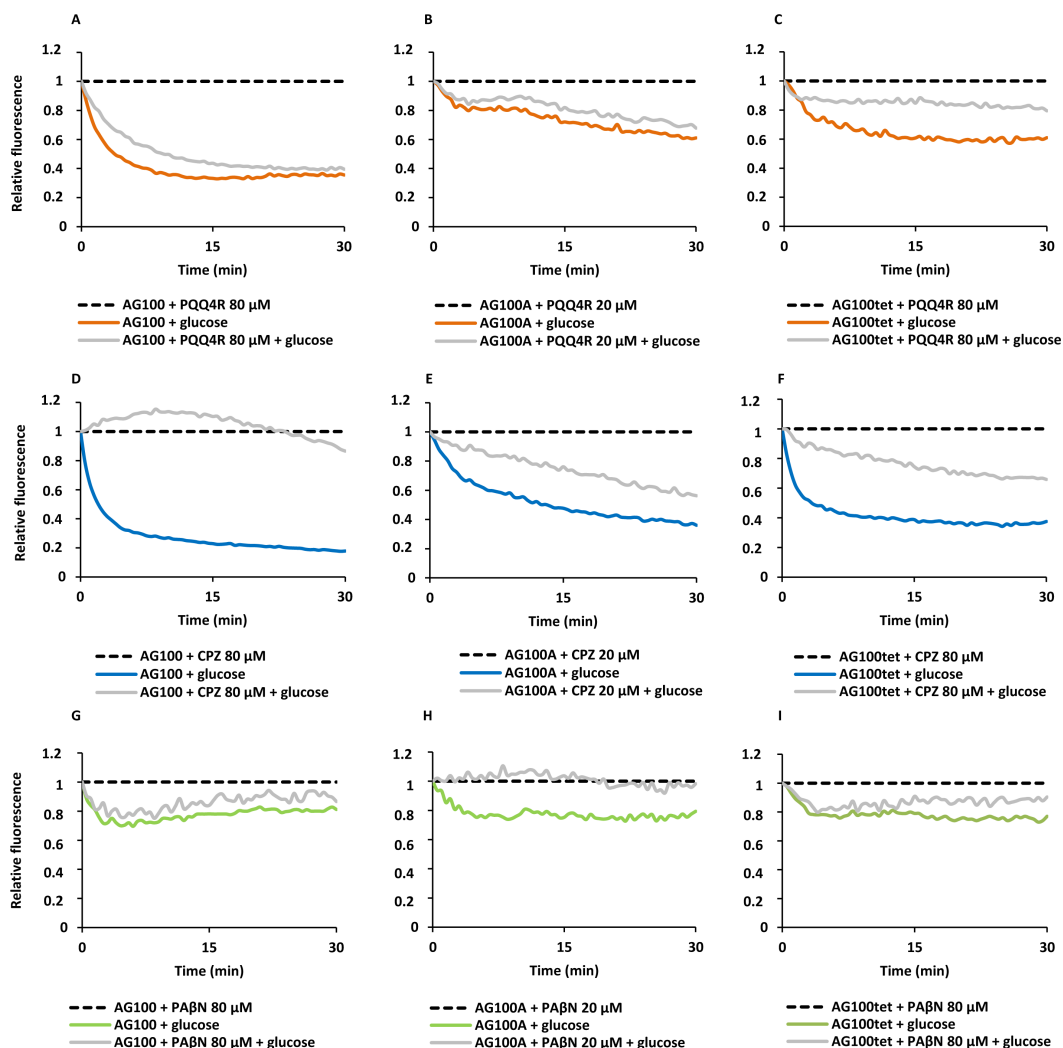 A
B
C
Relative fluorescence
1.2
1
0.8
0.6
0.4
0.2
0
0
15
30
Time (min)
1.2
1
0.8
0.6
0.4
0.2
0
0
15
30
Time (min)
1.2
1
0.8
0.6
0.4
0.2
0
0
15
30
Time (min)
AG100 + PQQ4R 80 µM
AG100 + glucose
AG100 + PQQ4R 80 µM + glucose
AG100A + PQQ4R 20 µM
AG100A + glucose
AG100A + PQQ4R 20 µM + glucose
AG100tet + PQQ4R 80 µM
AG100tet + glucose
AG100tet + PQQ4R 80 µM + glucose
D
E
F
Relative fluorescence
1.2
1
0.8
0.6
0.4
0.2
0
0
15
30
Time (min)
1.2
1
0.8
0.6
0.4
0.2
0
0
15
30
Time (min)
1.2
1
0.8
0.6
0.4
0.2
0
0
15
30
Time (min)
AG100 + CPZ 80 µM
AG100 + glucose
AG100 + CPZ 80 µM + glucose
AG100A + CPZ 20 µM
AG100A + glucose
AG100A + CPZ 20 µM + glucose
AG100tet + CPZ 80 µM
AG100tet + glucose
AG100tet + CPZ 80 µM + glucose
G
H
I
Relative fluorescence
1.2
1
0.8
0.6
0.4
0.2
0
0
15
30
Time (min)
1.2
1
0.8
0.6
0.4
0.2
0
0
15
30
Time (min)
1.2
1
0.8
0.6
0.4
0.2
0
0
15
30
Time (min)
AG100 + PAβN 80 µM
AG100 + glucose
AG100 + PAβN 80 µM + glucose
AG100A + PAβN 20 µM
AG100A + glucose
AG100A + PAβN 20 µM + glucose
AG100tet + PAβN 80 µM
AG100tet + glucose
AG100tet + PAβN 80 µM + glucose